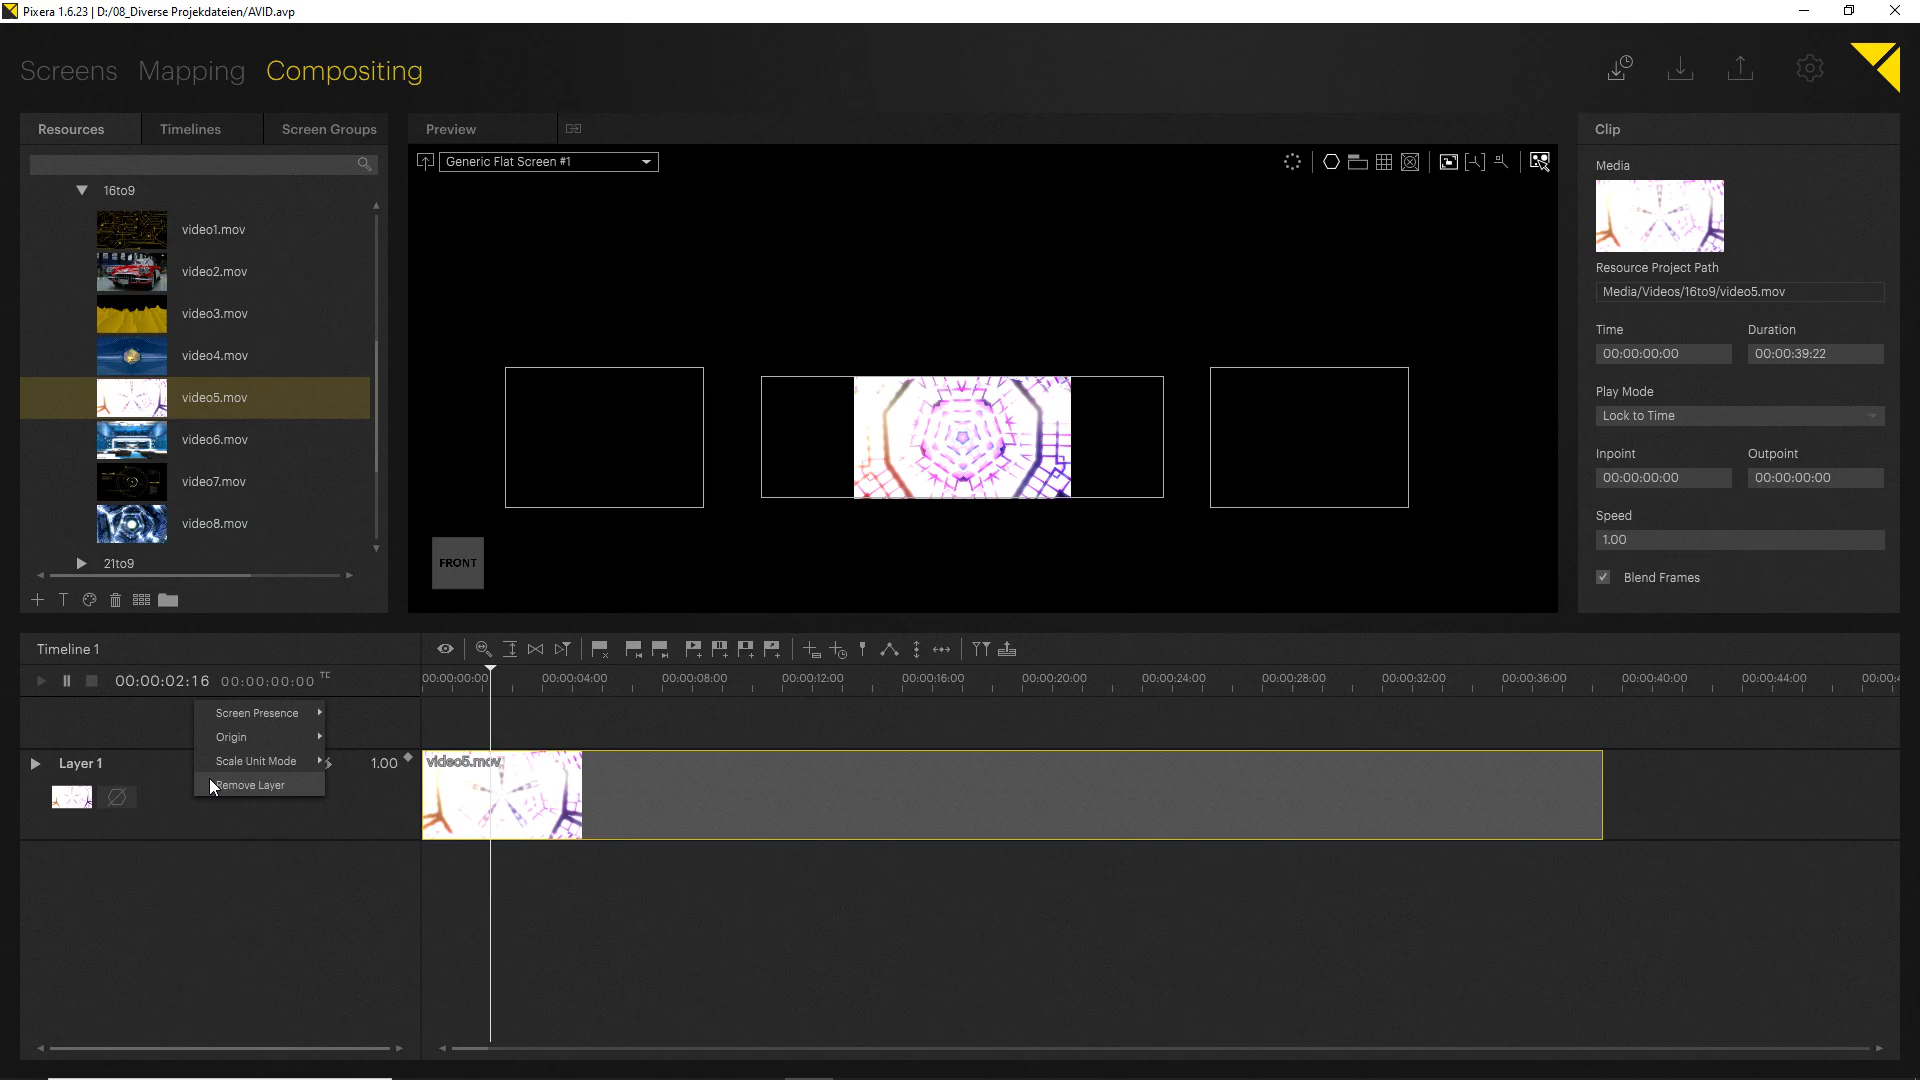 Pixera 1.6.23 | D:/08_Diverse Projekdateien/AVID.avp
Screens Mapping Compositing
Resources Timelines Screen Groups
Preview
Clip
Generic Flat Screen #1
16to9
video1.mov
video2.mov
video3.mov
video4.mov
video5.mov
video6.mov
video7.mov
video8.mov
21to9
FRONT
Media
Resource Project Path
Media/Videos/16to9/video5.mov
Time Duration
00:00:00:00 00:00:39:22
Play Mode
Lock to Time
Inpoint Outpoint
00:00:00:00 00:00:00:00
Speed
1.00
Blend Frames
Timeline 1
00:00:02:16 00:00:00:00 TC
00:00:00:00 00:00:04:00 00:00:08:00 00:00:12:00 00:00:16:00 00:00:20:00 00:00:24:00 00:00:28:00 00:00:32:00 00:00:36:00 00:00:40:00 00:00:44:00 00:00:4
Screen Presence
Origin
Scale Unit Mode
Remove Layer
Layer 1
1.00
video5.mov